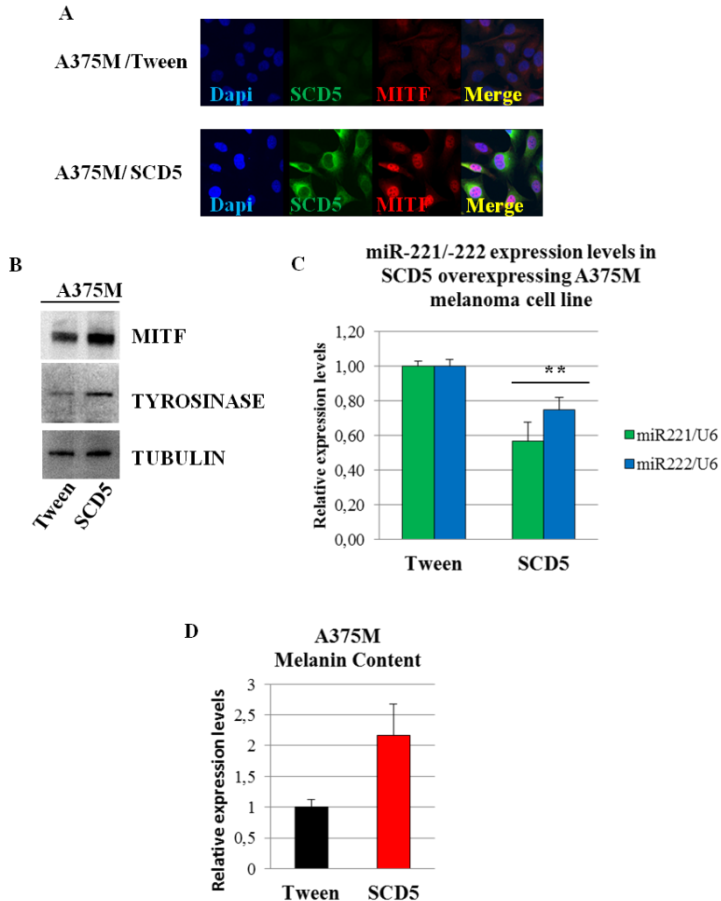 A
A375M /Tween
Dapi SCD5 MITF Merge
A375M/ SCD5
Dapi SCD5 MITF Merge
B
A375M
MITF
TYROSINASE
TUBULIN
Tween SCD5
C
miR-221/-222 expression levels in
SCD5 overexpressing A375M
melanoma cell line
Relative expression levels
1,20
1,00
0,80
0,60
0,40
0,20
0,00
**
Tween SCD5
miR221/U6
miR222/U6
D
A375M
Melanin Content
Relative expression levels
3
2,5
2
1,5
1
0,5
0
Tween SCD5